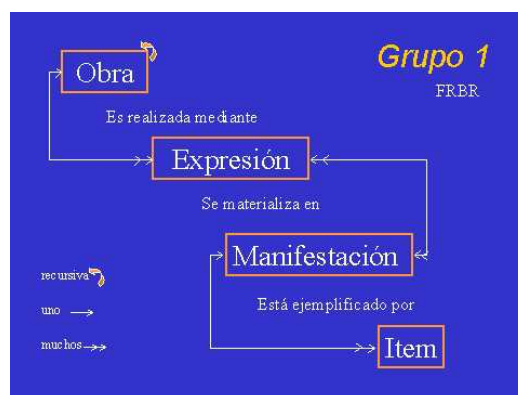 Grupo 1
FRBR
Obra
Es realizada mediante
Expresión
Se materializa en
Manifestación
Está ejemplificado por
Item
recursiva
uno
muchos